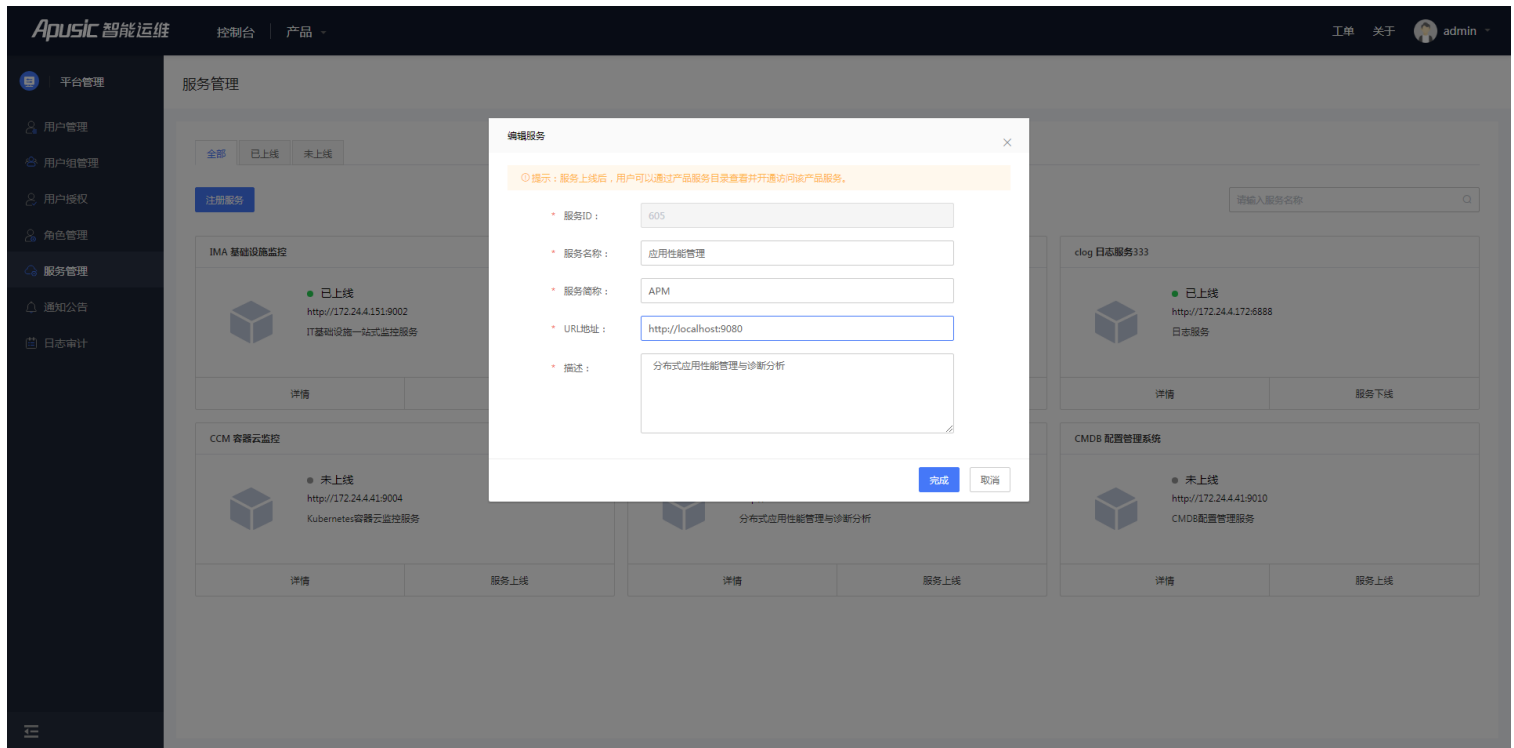 Apusic 智能运维
控制台
产品
工单
关于
admin
平台管理
用户管理
用户组管理
用户授权
角色管理
服务管理
通知公告
日志审计
服务管理
全部
已上线
未上线
注册服务
请输入服务名称
IMA 基础设施监控
已上线
http://172.24.4.151:9002
IT基础设施一站式监控服务
详情
clog 日志服务333
已上线
http://172.24.4.172:6888
日志服务
详情
服务下线
CCM 容器云监控
未上线
http://172.24.4.41:9004
Kubernetes容器云监控服务
详情
服务上线
分布式应用性能管理与诊断分析
详情
服务上线
CMDB 配置管理系统
未上线
http://172.24.4.41:9010
CMDB配置管理服务
详情
服务上线
编辑服务
提示：服务上线后，用户可以通过产品服务目录查看并开通访问该产品服务。
* 服务ID：
605
* 服务名称：
应用性能管理
* 服务简称：
APM
* URL地址：
http://localhost:9080
* 描述：
分布式应用性能管理与诊断分析
完成
取消